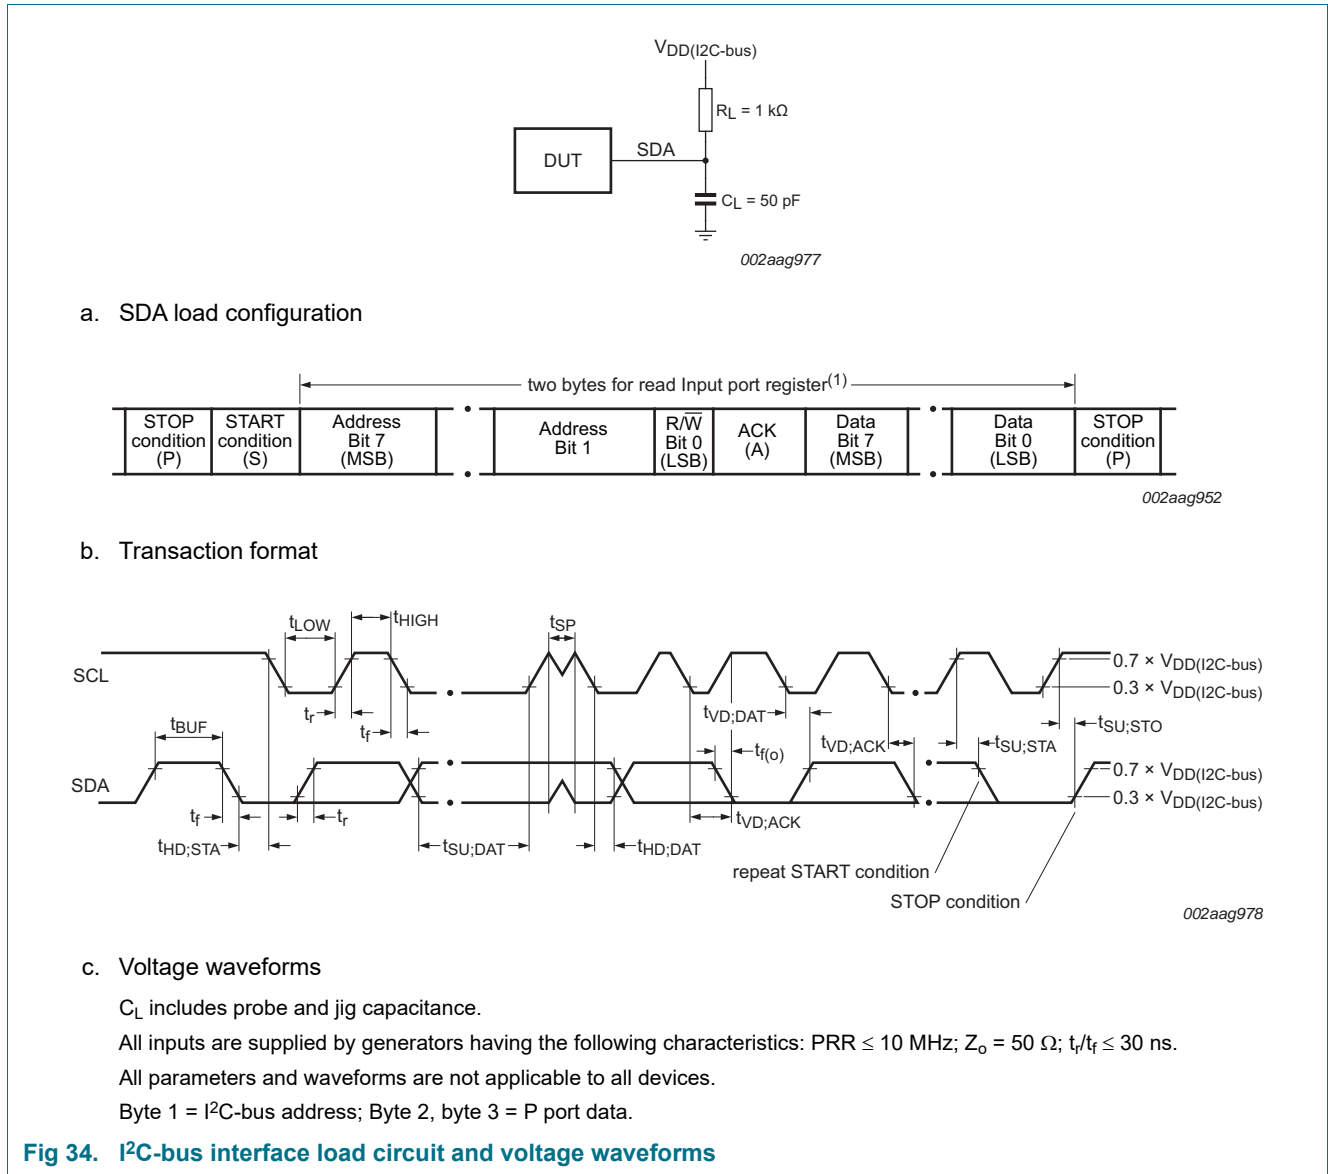 VDD(I2C-bus)
RL = 1 kΩ
DUT
SDA
CL = 50 pF
002aag977
a. SDA load configuration
two bytes for read Input port register(1)
STOP condition (P)
START condition (S)
Address Bit 7 (MSB)
Address Bit 1
R/W̅ Bit 0 (LSB)
ACK (A)
Data Bit 7 (MSB)
Data Bit 0 (LSB)
STOP condition (P)
002aag952
b. Transaction format
tLOW
tHIGH
tSP
SCL
0.7 × VDD(I2C-bus)
0.3 × VDD(I2C-bus)
tr
tf
tBUF
tVD;DAT
tf(o)
tVD;ACK
tSU;STA
tSU;STO
SDA
0.7 × VDD(I2C-bus)
0.3 × VDD(I2C-bus)
tf
tr
tVD;ACK
tHD;STA
tSU;DAT
tHD;DAT
repeat START condition
STOP condition
002aag978
c. Voltage waveforms
CL includes probe and jig capacitance.
All inputs are supplied by generators having the following characteristics: PRR ≤ 10 MHz; Zo = 50 Ω; tr/tf ≤ 30 ns.
All parameters and waveforms are not applicable to all devices.
Byte 1 = I2C-bus address; Byte 2, byte 3 = P port data.
Fig 34. I2C-bus interface load circuit and voltage waveforms